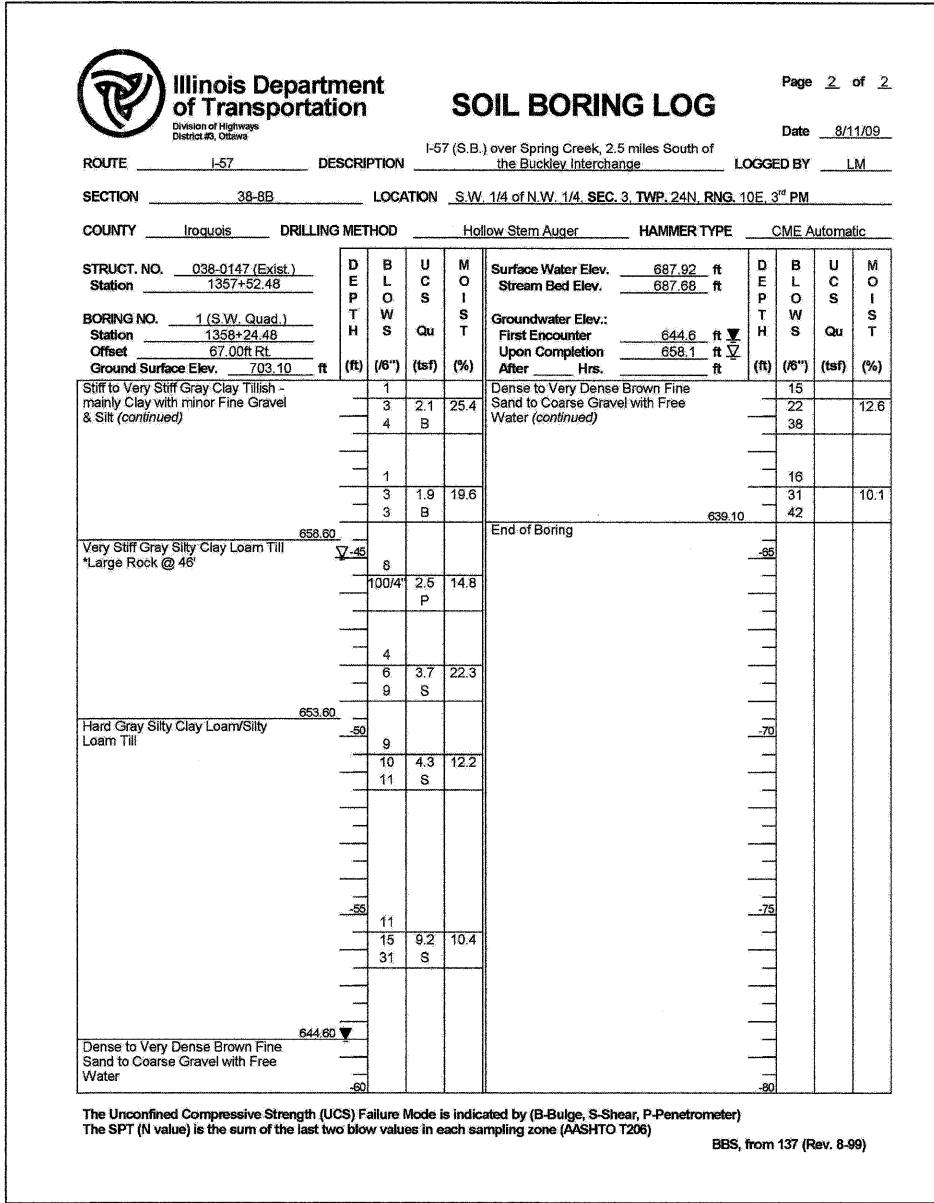 Illinois Department
of Transportation
Division of Highways
District #3, Ottawa
SOIL BORING LOG
Page 2 of 2
Date 8/11/09
ROUTE I-57 DESCRIPTION I-57 (S.B.) over Spring Creek, 2.5 miles South of
the Buckley Interchange LOGGED BY LM
SECTION 38-8B LOCATION S.W. 1/4 of N.W. 1/4, SEC. 3, TWP. 24N, RNG. 10E, 3rd PM
COUNTY Iroquois DRILLING METHOD Hollow Stem Auger HAMMER TYPE CME Automatic
STRUCT. NO. 038-0147 (Exist.)
Station 1357+52.48
BORING NO. 1 (S.W. Quad.)
Station 1358+24.48
Offset 67.00ft Rt.
Ground Surface Elev. 703.10 ft
DEPTH (ft)
BLOWS (/6")
UCS Qu (tsf)
MOIST (%)
Surface Water Elev. 687.92 ft
Stream Bed Elev. 687.68 ft
Groundwater Elev.:
First Encounter 644.6 ft ▼
Upon Completion 658.1 ft ∇
After Hrs. ft
DEPTH (ft)
BLOWS (/6")
UCS Qu (tsf)
MOIST (%)
Stiff to Very Stiff Gray Clay Tillish -
mainly Clay with minor Fine Gravel
& Silt (continued)
1
3 2.1 25.4
4 B
1
3 1.9 19.6
3 B
658.60
Very Stiff Gray Silty Clay Loam Till
*Large Rock @ 46'
∇ -45
8
100/4" 2.5 14.8
P
4
6 3.7 22.3
9 S
653.60
Hard Gray Silty Clay Loam/Silty
Loam Till
-50
9
10 4.3 12.2
11 S
-55
11
15 9.2 10.4
31 S
644.60 ▼
Dense to Very Dense Brown Fine
Sand to Coarse Gravel with Free
Water
-60
Dense to Very Dense Brown Fine
Sand to Coarse Gravel with Free
Water (continued)
15
22 12.6
38
16
31 10.1
42
639.10
End of Boring
-65
-70
-75
-80
The Unconfined Compressive Strength (UCS) Failure Mode is indicated by (B-Bulge, S-Shear, P-Penetrometer)
The SPT (N value) is the sum of the last two blow values in each sampling zone (AASHTO T206)
BBS, from 137 (Rev. 8-99)